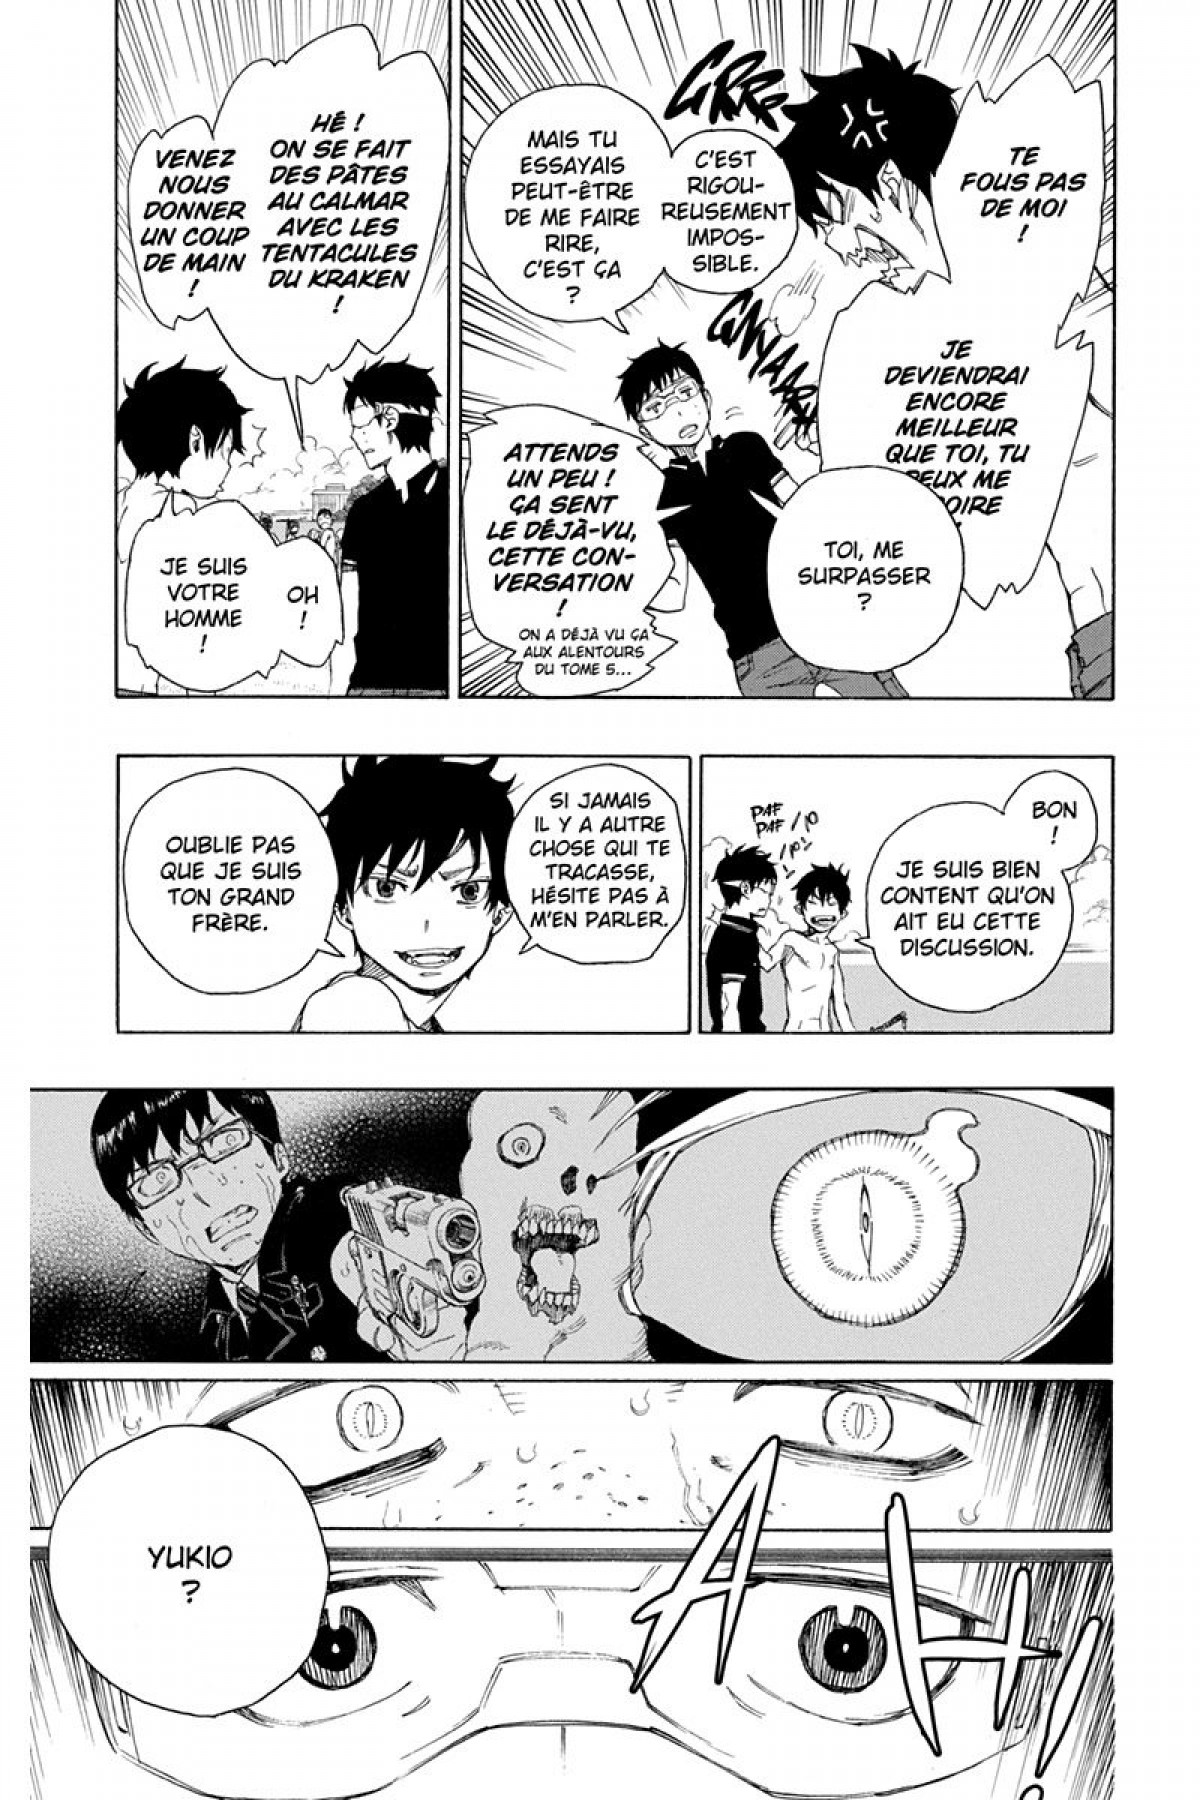 TE
FOUS PAS
DE MOI
!
GRRR
JE
DEVIENDRAI
ENCORE
MEILLEUR
QUE TOI, TU
PEUX ME
C'EST
RIGOU-
REUSEMENT
IMPOS-
SIBLE.
MAIS TU
ESSAYAIS
PEUT-ÊTRE
DE ME FAIRE
RIRE,
C'EST ÇA
?
TOI, ME
SURPASSER
?
ATTENDS
UN PEU !
ÇA SENT
LE DÉJÀ-VU,
CETTE CON-
VERSATION
!
ON A DÉJÀ VU ÇA
AUX ALENTOURS
DU TOME 5...
HÉ !
ON SE FAIT
DES PÂTES
AU CALMAR
AVEC LES
TENTACULES
DU KRAKEN
!
VENEZ
NOUS
DONNER
UN COUP
DE MAIN
!
OH
!
JE SUIS
VOTRE
HOMME
!
BON
!
JE SUIS BIEN
CONTENT QU'ON
AIT EU CETTE
DISCUSSION.
PAF
PAF
SI JAMAIS
IL Y A AUTRE
CHOSE QUI TE
TRACASSE,
HÉSITE PAS À
M'EN PARLER.
OUBLIE PAS
QUE JE SUIS
TON GRAND
FRÈRE.
YUKIO
?
AH !